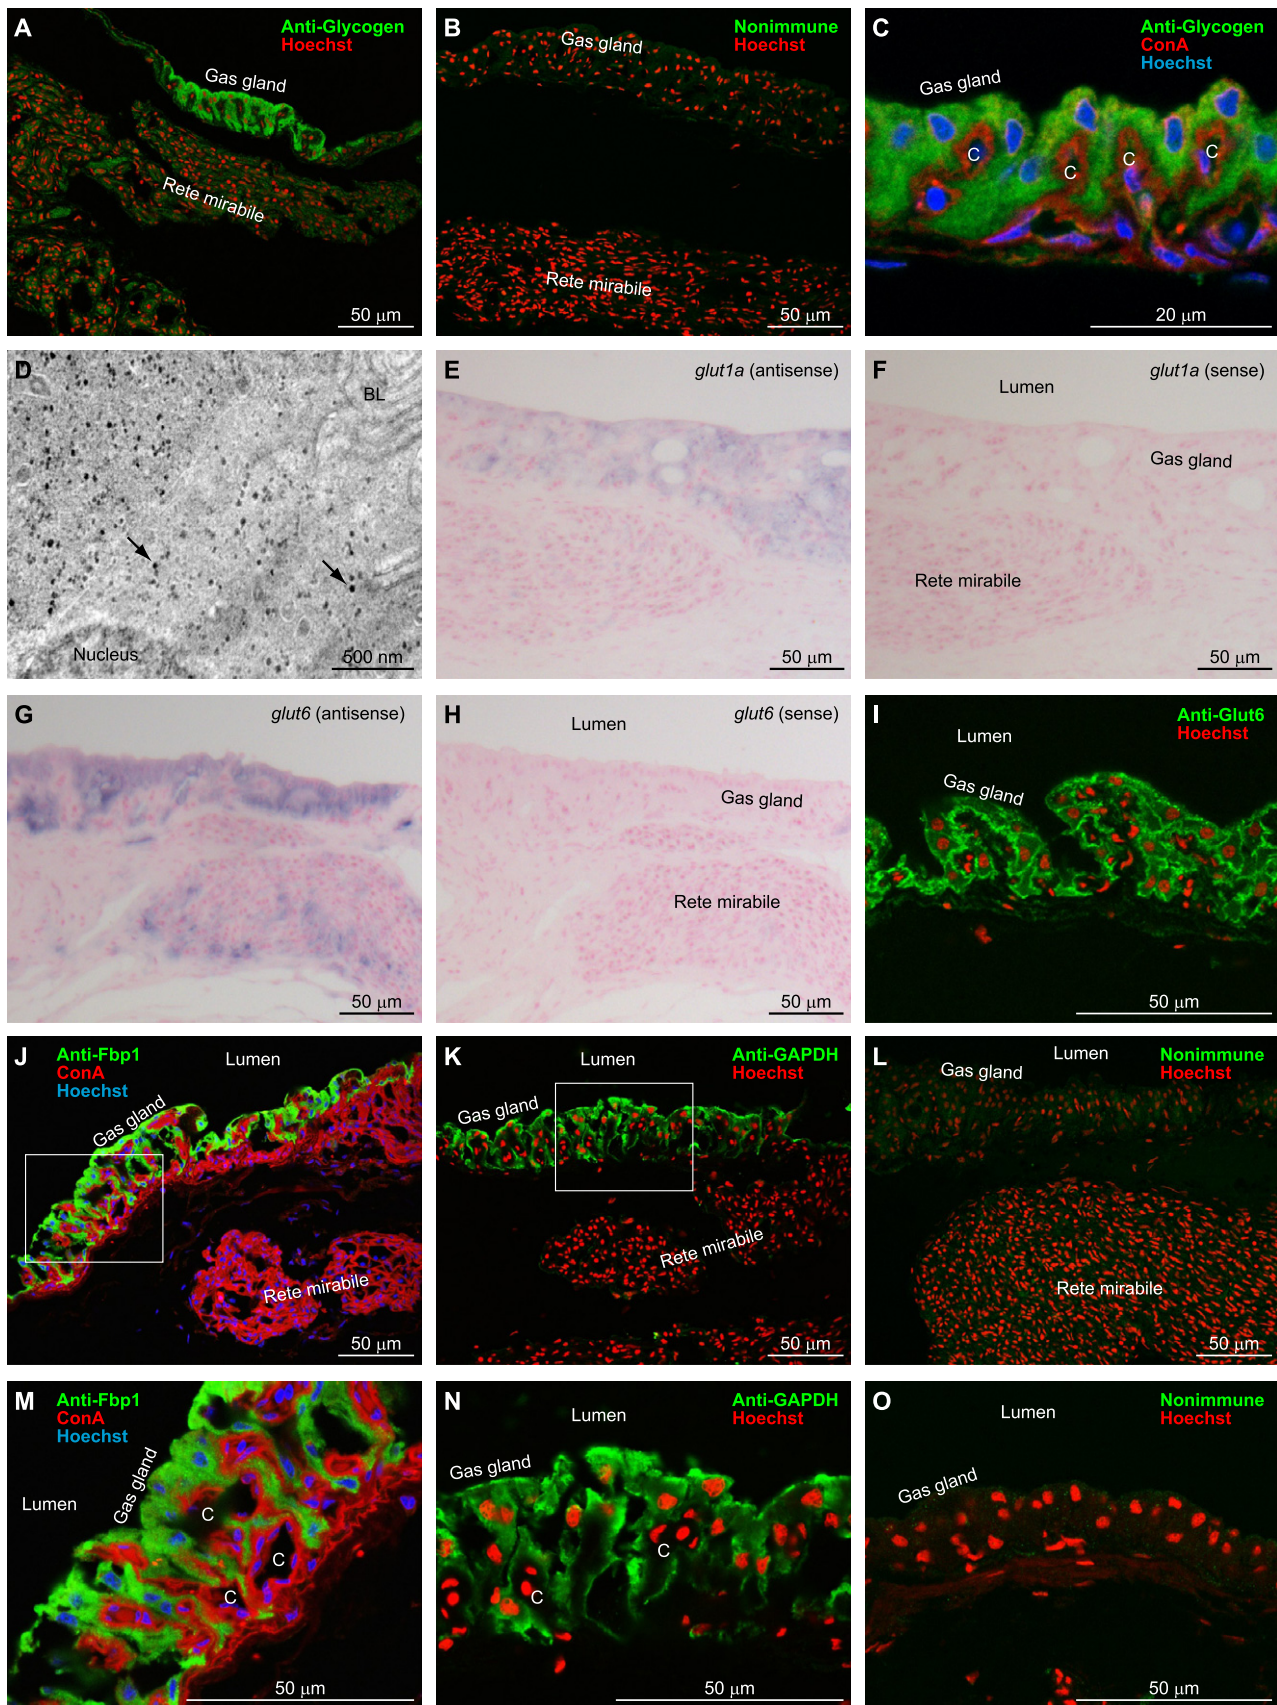 A
Anti-Glycogen
Hoechst
Gas gland
Rete mirabile
50 μm
B
Nonimmune
Hoechst
Gas gland
Rete mirabile
50 μm
C
Anti-Glycogen
ConA
Hoechst
Gas gland
C
C
C
C
20 μm
D
BL
Nucleus
500 nm
E
glut1a (antisense)
50 μm
F
glut1a (sense)
Lumen
Gas gland
Rete mirabile
50 μm
G
glut6 (antisense)
50 μm
H
glut6 (sense)
Lumen
Gas gland
Rete mirabile
50 μm
I
Anti-Glut6
Hoechst
Lumen
Gas gland
50 μm
J
Anti-Fbp1
ConA
Hoechst
Lumen
Gas gland
Rete mirabile
50 μm
K
Lumen
Anti-GAPDH
Hoechst
Gas gland
Rete mirabile
50 μm
L
Lumen
Nonimmune
Hoechst
Gas gland
Rete mirabile
50 μm
M
Anti-Fbp1
ConA
Hoechst
Gas gland
Lumen
C
C
C
50 μm
N
Anti-GAPDH
Hoechst
Lumen
Gas gland
C
C
50 μm
O
Nonimmune
Hoechst
Lumen
Gas gland
50 μm